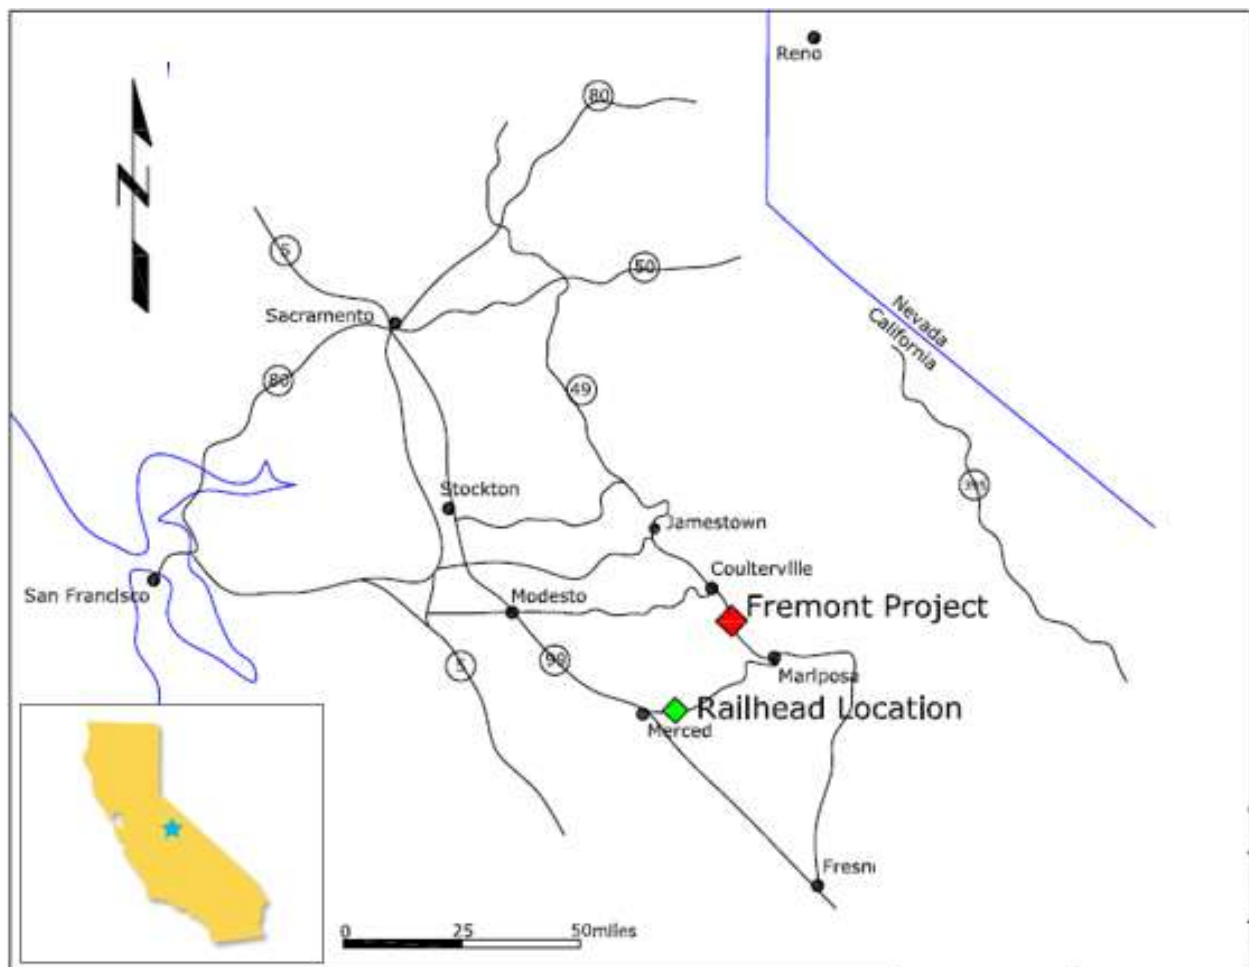 Reno
80
5
50
Nevada
California
Sacramento
80
49
395
Stockton
Jamestown
Coulterville
San Francisco
Modesto
Fremont Project
5
99
Mariposa
Railhead Location
Merced
Fresn
0 25 50miles
N